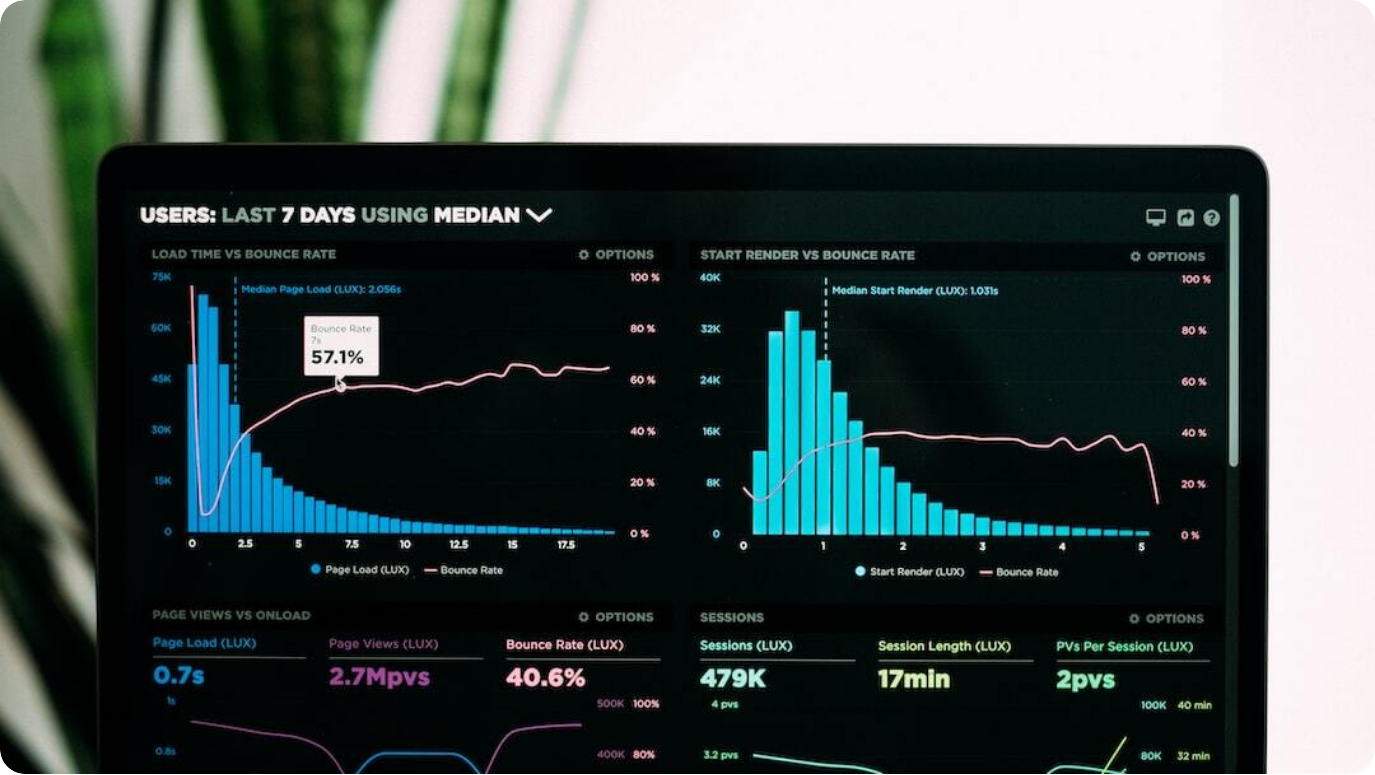 USERS: LAST 7 DAYS USING MEDIAN
LOAD TIME VS BOUNCE RATE
OPTIONS
75K
60K
45K
30K
15K
0
Median Page Load (LUX): 2.056s
Bounce Rate
7s
57.1%
100 %
80 %
60 %
40 %
20 %
0 %
0 2.5 5 7.5 10 12.5 15 17.5
Page Load (LUX) Bounce Rate
START RENDER VS BOUNCE RATE
OPTIONS
40K
32K
24K
16K
8K
0
Median Start Render (LUX): 1.031s
100 %
80 %
60 %
40 %
20 %
0 %
0 1 2 3 4 5
Start Render (LUX) Bounce Rate
PAGE VIEWS VS ONLOAD
OPTIONS
Page Load (LUX)
0.7s
Page Views (LUX)
2.7Mpvs
Bounce Rate (LUX)
40.6%
1s
0.8s
500K 100%
400K 80%
SESSIONS
OPTIONS
Sessions (LUX)
479K
Session Length (LUX)
17min
PVs Per Session (LUX)
2pvs
4 pvs
3.2 pvs
100K 40 min
80K 32 min